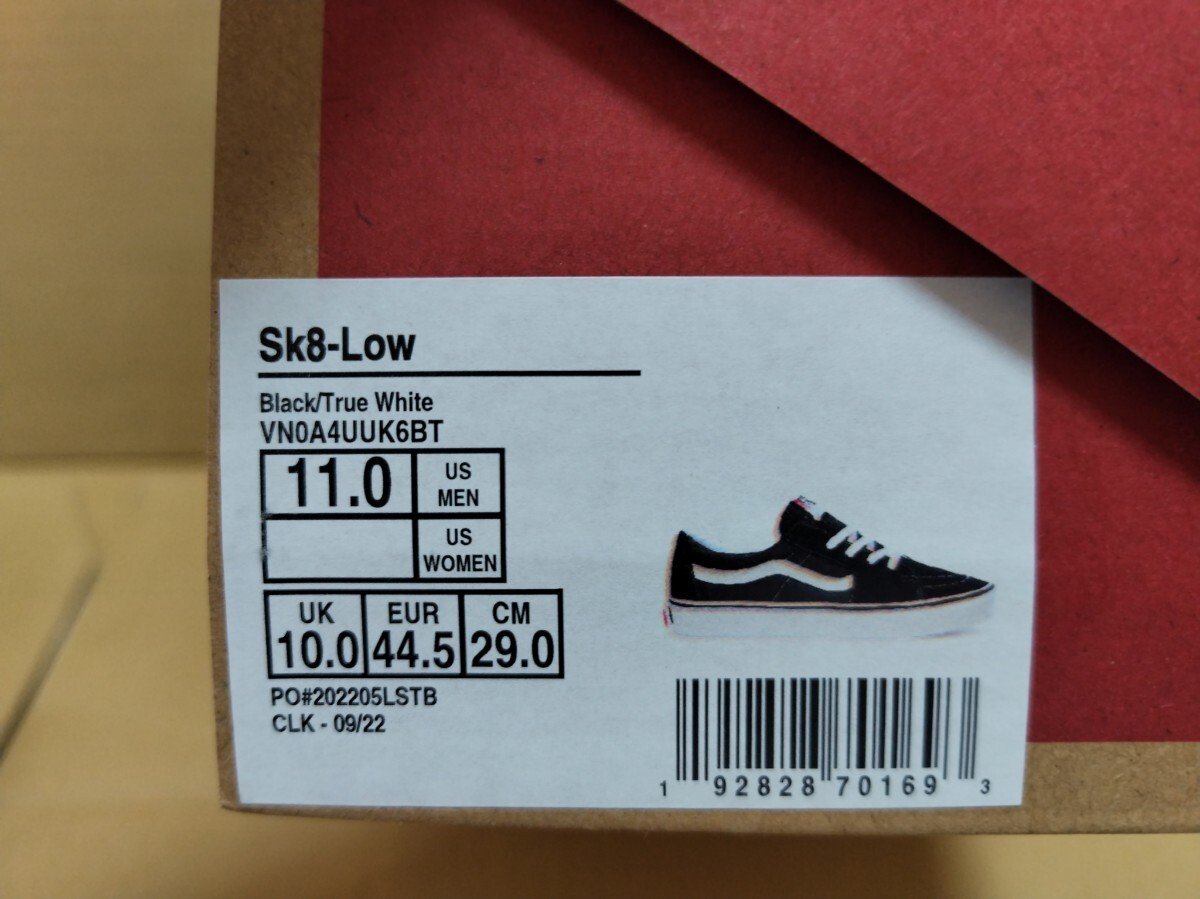 Sk8-Low
Black/True White
VN0A4UUK6BT
11.0 US MEN
US WOMEN
UK EUR CM
10.0 44.5 29.0
PO#202205LSTB
CLK - 09/22
1 92828 70169 3